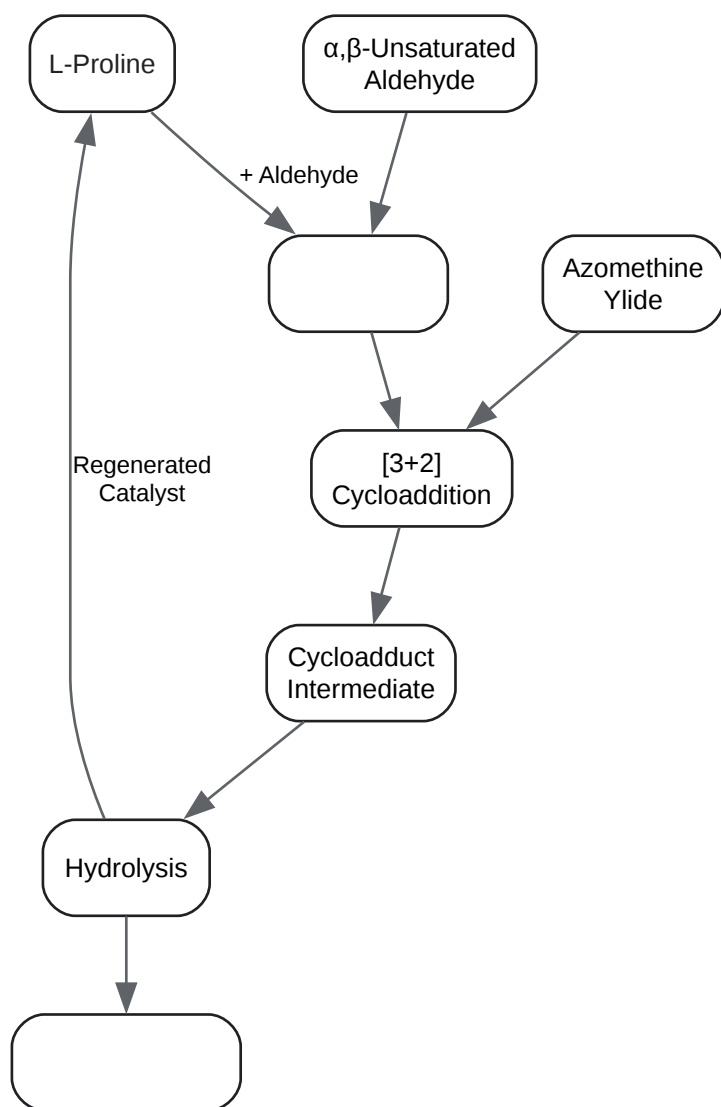 L-Proline
α,β-Unsaturated
Aldehyde
+ Aldehyde
Azomethine
Ylide
[3+2]
Cycloaddition
Regenerated
Catalyst
Cycloadduct
Intermediate
Hydrolysis